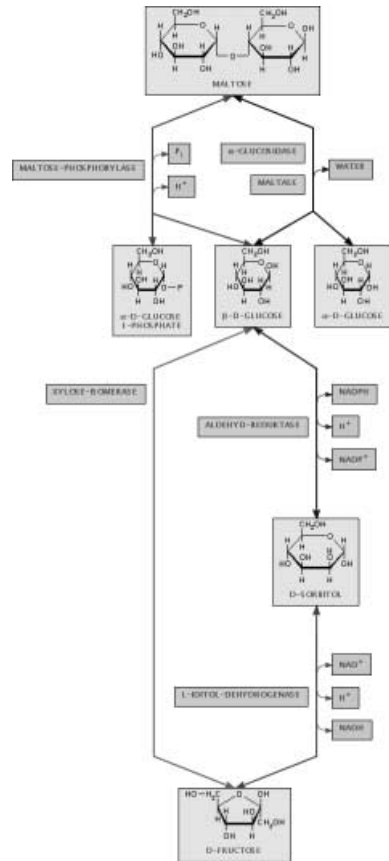 MALTOSE
MALTOSE-PHOSPHORYLASE
Pi
H+
α-GLUCOSIDASE
MALTASE
WATER
α-D-GLUCOSE
1-PHOSPHATE
β-D-GLUCOSE
α-D-GLUCOSE
XYLOSE-ISOMERASE
ALDEHYD-REDUKTASE
NADPH
H+
NADP+
D-SORBITOL
L-IDITOL-DEHYDROGENASE
NAD+
H+
NADH
D-FRUCTOSE